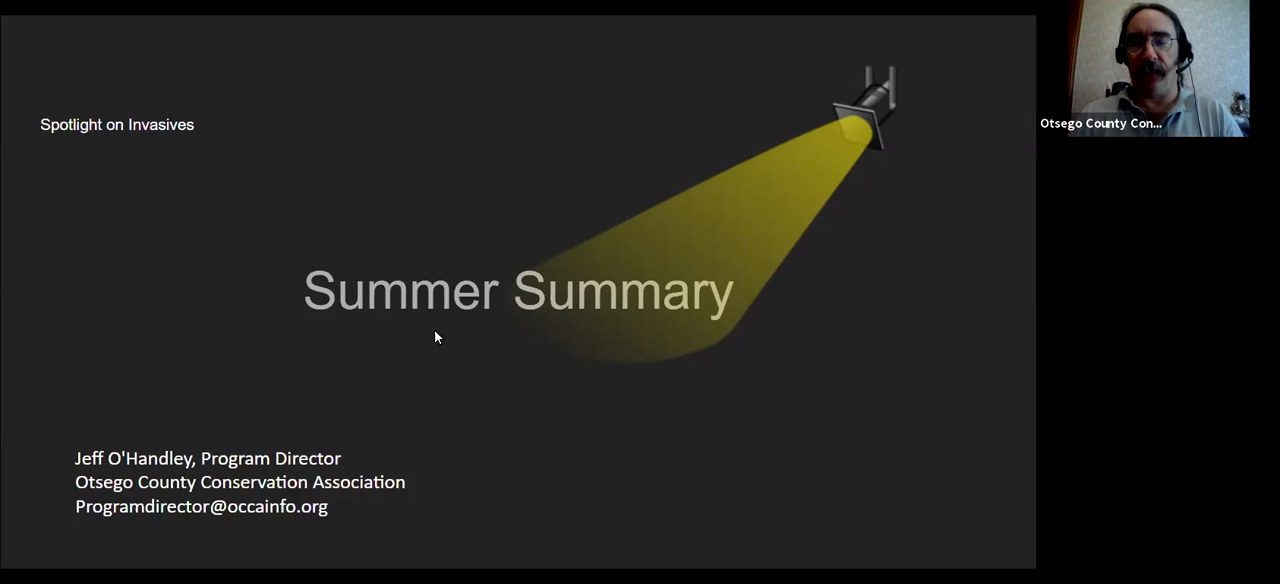 Spotlight on Invasives
Summer Summary
Jeff O'Handley, Program Director
Otsego County Conservation Association
Programdirector@occainfo.org
Otsego County Con...